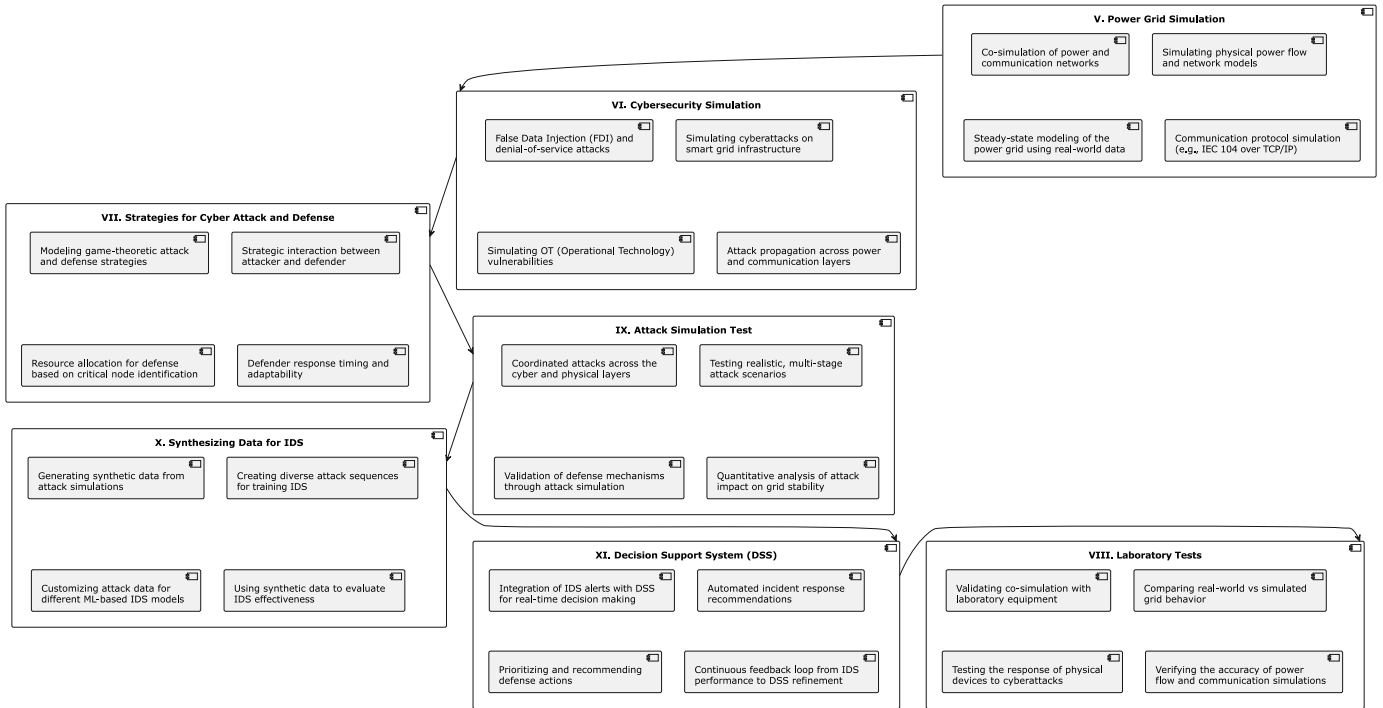 V. Power Grid Simulation
Co-simulation of power and
communication networks
Simulating physical power flow
and network models
Steady-state modeling of the
power grid using real-world data
Communication protocol simulation
(e.g., IEC 104 over TCP/IP)
VI. Cybersecurity Simulation
False Data Injection (FDI) and
denial-of-service attacks
Simulating cyberattacks on
smart grid infrastructure
Simulating OT (Operational Technology)
vulnerabilities
Attack propagation across power
and communication layers
VII. Strategies for Cyber Attack and Defense
Modeling game-theoretic attack
and defense strategies
Strategic interaction between
attacker and defender
Resource allocation for defense
based on critical node identification
Defender response timing and
adaptability
IX. Attack Simulation Test
Coordinated attacks across the
cyber and physical layers
Testing realistic, multi-stage
attack scenarios
Validation of defense mechanisms
through attack simulation
Quantitative analysis of attack
impact on grid stability
X. Synthesizing Data for IDS
Generating synthetic data from
attack simulations
Creating diverse attack sequences
for training IDS
Customizing attack data for
different ML-based IDS models
Using synthetic data to evaluate
IDS effectiveness
XI. Decision Support System (DSS)
Integration of IDS alerts with DSS
for real-time decision making
Automated incident response
recommendations
Prioritizing and recommending
defense actions
Continuous feedback loop from IDS
performance to DSS refinement
VIII. Laboratory Tests
Validating co-simulation with
laboratory equipment
Comparing real-world vs simulated
grid behavior
Testing the response of physical
devices to cyberattacks
Verifying the accuracy of power
flow and communication simulations